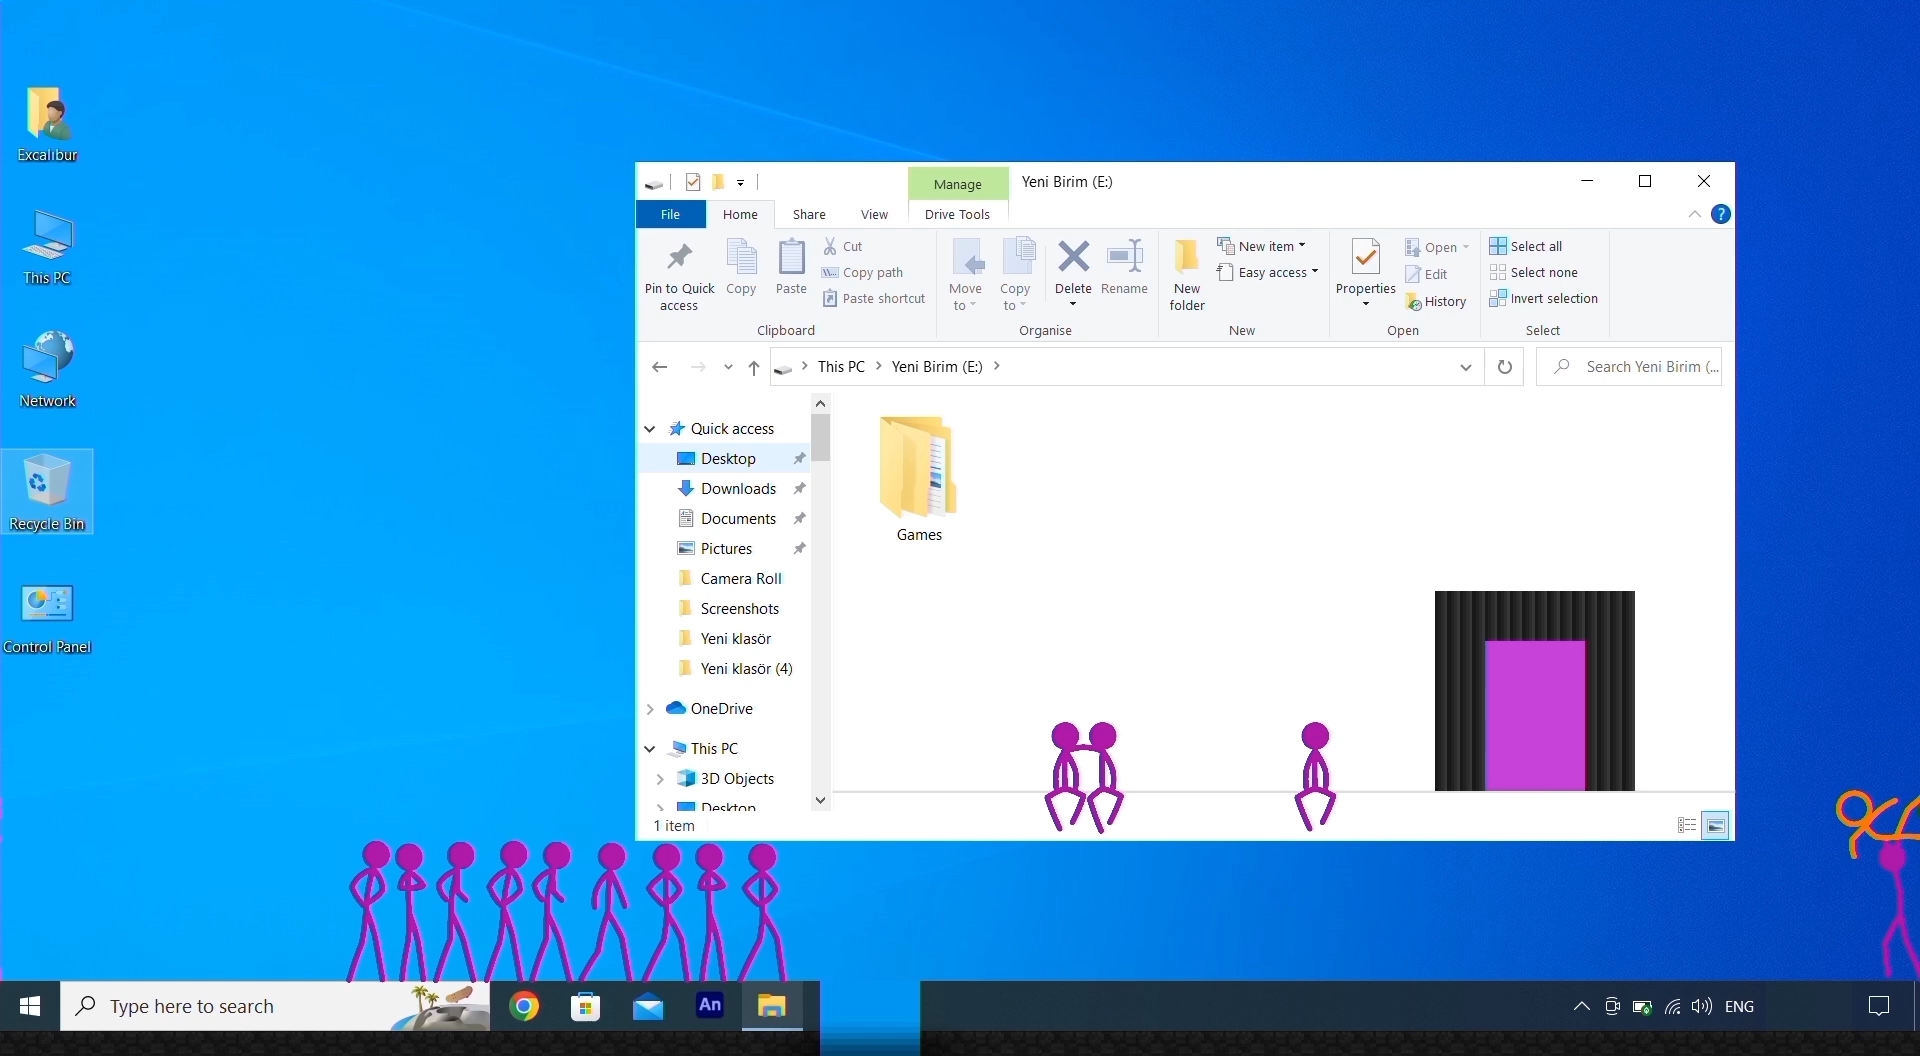 Excalibur
This PC
Network
Recycle Bin
Control Panel
Manage
Yeni Birim (E:)
File
Home
Share
View
Drive Tools
?
Pin to Quick access
Copy
Paste
Cut
Copy path
Paste shortcut
Clipboard
Move to
Copy to
Delete
Rename
Organise
New folder
New item
Easy access
New
Properties
Open
Edit
History
Open
Select all
Select none
Invert selection
Select
This PC
Yeni Birim (E:)
Search Yeni Birim (...
Quick access
Desktop
Downloads
Documents
Pictures
Camera Roll
Screenshots
Yeni klasör
Yeni klasör (4)
OneDrive
This PC
3D Objects
Desktop
Games
1 item
Type here to search
An
ENG